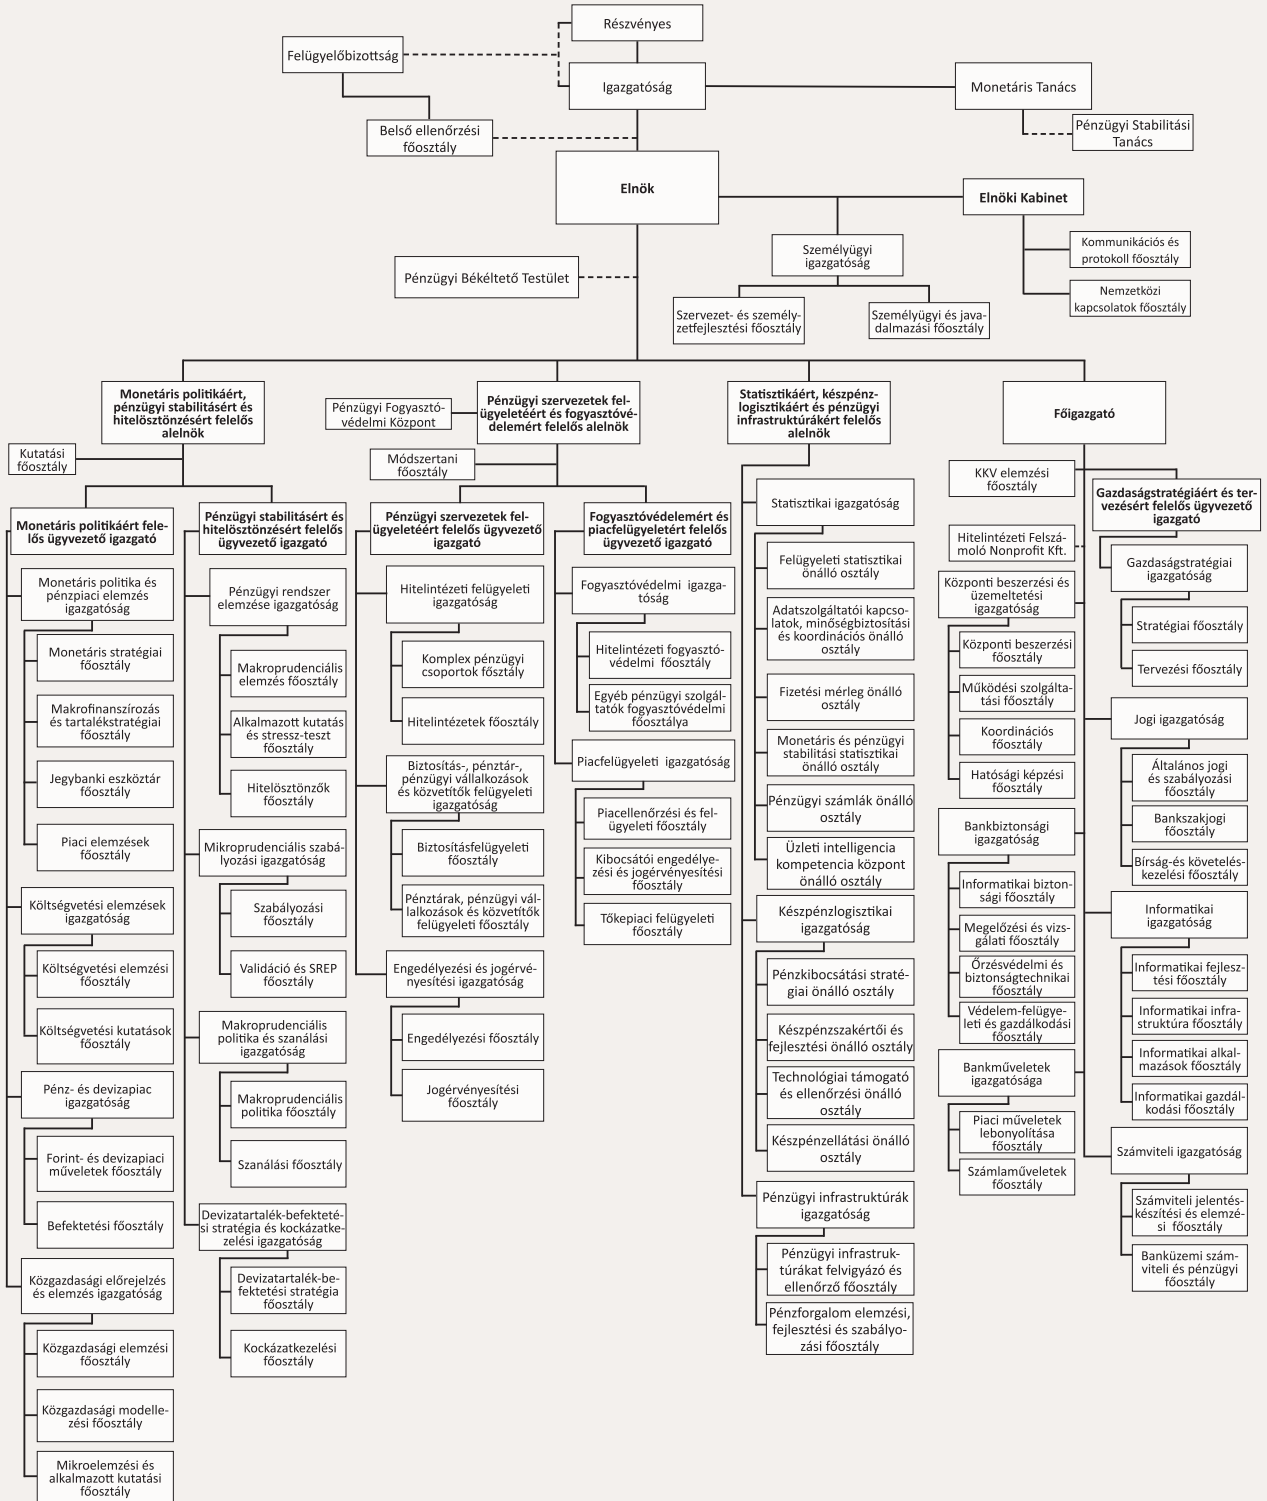 Részvényes
Felügyelőbizottság
Igazgatóság
Monetáris Tanács
Belső ellenőrzési
főosztály
Pénzügyi Stabilitási
Tanács
Elnök
Elnöki Kabinet
Személyügyi
igazgatóság
Kommunikációs és
protokoll főosztály
Pénzügyi Békéltető Testület
Nemzetközi
kapcsolatok főosztály
Szervezet- és személy-
zetfejlesztési főosztály
Személyügyi és java-
dalmazási főosztály
Monetáris politikáért,
pénzügyi stabilitásért és
hitelösztönzésért felelős
alelnök
Pénzügyi Fogyasztó-
védelmi Központ
Pénzügyi szervezetek fel-
ügyeletéért és fogyasztóvé-
delemért felelős alelnök
Statisztikáért, készpénz-
logisztikáért és pénzügyi
infrastruktúrákért felelős
alelnök
Főigazgató
Kutatási
főosztály
Módszertani
főosztály
Monetáris politikáért fele-
lős ügyvezető igazgató
Monetáris politika és
pénzpiaci elemzés
igazgatóság
Monetáris stratégiai
főosztály
Makrofinanszírozás
és tartalékstratégiai
főosztály
Jegybanki eszköztár
főosztály
Piaci elemzések
főosztály
Költségvetési elemzések
igazgatóság
Költségvetési elemzési
főosztály
Költségvetési kutatások
főosztály
Pénz- és devizapiac
igazgatóság
Forint- és devizapiaci
műveletek főosztály
Befektetési főosztály
Közgazdasági előrejelzés
és elemzés igazgatóság
Közgazdasági elemzési
főosztály
Közgazdasági modelle-
zési főosztály
Mikroelemzési és
alkalmazott kutatási
főosztály
Pénzügyi stabilitásért és
hitelösztönzésért felelős
ügyvezető igazgató
Pénzügyi rendszer
elemzése igazgatóság
Makroprudenciális
elemzés főosztály
Alkalmazott kutatás
és stressz-teszt
főosztály
Hitelösztönzők
főosztály
Mikroprudenciális szabá-
lyozási igazgatóság
Szabályozási
főosztály
Validáció és SREP
főosztály
Makroprudenciális
politika és szanálási
igazgatóság
Makroprudenciális
politika főosztály
Szanálási főosztály
Devizatartalék-befekteté-
si stratégia és kockázatke-
zelési igazgatóság
Devizatartalék-be-
fektetési stratégia
főosztály
Kockázatkezelési
főosztály
Pénzügyi szervezetek fel-
ügyeletéért felelős ügyvezető
igazgató
Hitelintézeti felügyeleti
igazgatóság
Komplex pénzügyi
csoportok fősztály
Hitelintézetek főosztály
Biztosítás-, pénztár-,
pénzügyi vállalkozások
és közvetítők felügyeleti
igazgatóság
Biztosításfelügyeleti
főosztály
Pénztárak, pénzügyi vál-
lalkozások és közvetítők
felügyeleti főosztály
Engedélyezési és jogérvé-
nyesítési igazgatóság
Engedélyezési főosztály
Jogérvényesítési
főosztály
Fogyasztóvédelemért és
piacfelügyeletért felelős
ügyvezető igazgató
Fogyasztóvédelmi igazga-
tóság
Hitelintézeti fogyasztó-
védelmi főosztály
Egyéb pénzügyi szolgál-
tatók fogyasztóvédelmi
főosztálya
Piacfelügyeleti igazgatóság
Piacellenőrzési és fel-
ügyeleti főosztály
Kibocsátói engedélye-
zési és jogérvényesítési
főosztály
Tőkepiaci felügyeleti
főosztály
Statisztikai igazgatóság
Felügyeleti statisztikai
önálló osztály
Adatszolgáltatói kapcso-
latok, minőségbiztosítási
és koordinációs önálló
osztály
Fizetési mérleg önálló
osztály
Monetáris és pénzügyi
stabilitási statisztikai
önálló osztály
Pénzügyi számlák önálló
osztály
Üzleti intelligencia
kompetencia központ
önálló osztály
Készpénzlogisztikai
igazgatóság
Pénzkibocsátási straté-
giai önálló osztály
Készpénzszakértői és
fejlesztési önálló osztály
Technológiai támogató
és ellenőrzési önálló
osztály
Készpénzellátási önálló
osztály
Pénzügyi infrastruktúrák
igazgatóság
Pénzügyi infrastruk-
túrákat felvigyázó és
ellenőrző főosztály
Pénzforgalom elemzési,
fejlesztési és szabályo-
zási főosztály
KKV elemzési
főosztály
Hitelintézeti Felszá-
moló Nonprofit Kft.
Központi beszerzési és
üzemeltetési
igazgatóság
Központi beszerzési
főosztály
Működési szolgálta-
tási főosztály
Koordinációs
főosztály
Hatósági képzési
főosztály
Bankbiztonsági
igazgatóság
Informatikai bizton-
sági főosztály
Megelőzési és vizs-
gálati főosztály
Őrzésvédelmi és
biztonságtechnikai
főosztály
Védelem-felügye-
leti és gazdálkodási
főosztály
Bankműveletek
igazgatósága
Piaci műveletek
lebonyolítása
főosztály
Számlaműveletek
főosztály
Gazdaságstratégiáért és ter-
vezésért felelős ügyvezető
igazgató
Gazdaságstratégiai
igazgatóság
Stratégiai főosztály
Tervezési főosztály
Jogi igazgatóság
Általános jogi
és szabályozási
főosztály
Bankszakjogi
főosztály
Bírság-és követelés-
kezelési főosztály
Informatikai
igazgatóság
Informatikai fejlesz-
tési főosztály
Informatikai infra-
struktúra főosztály
Informatikai alkal-
mazások főosztály
Informatikai gazdál-
kodási főosztály
Számviteli igazgatóság
Számviteli jelentés-
készítési és elemzé-
si főosztály
Banküzemi szám-
viteli és pénzügyi
főosztály